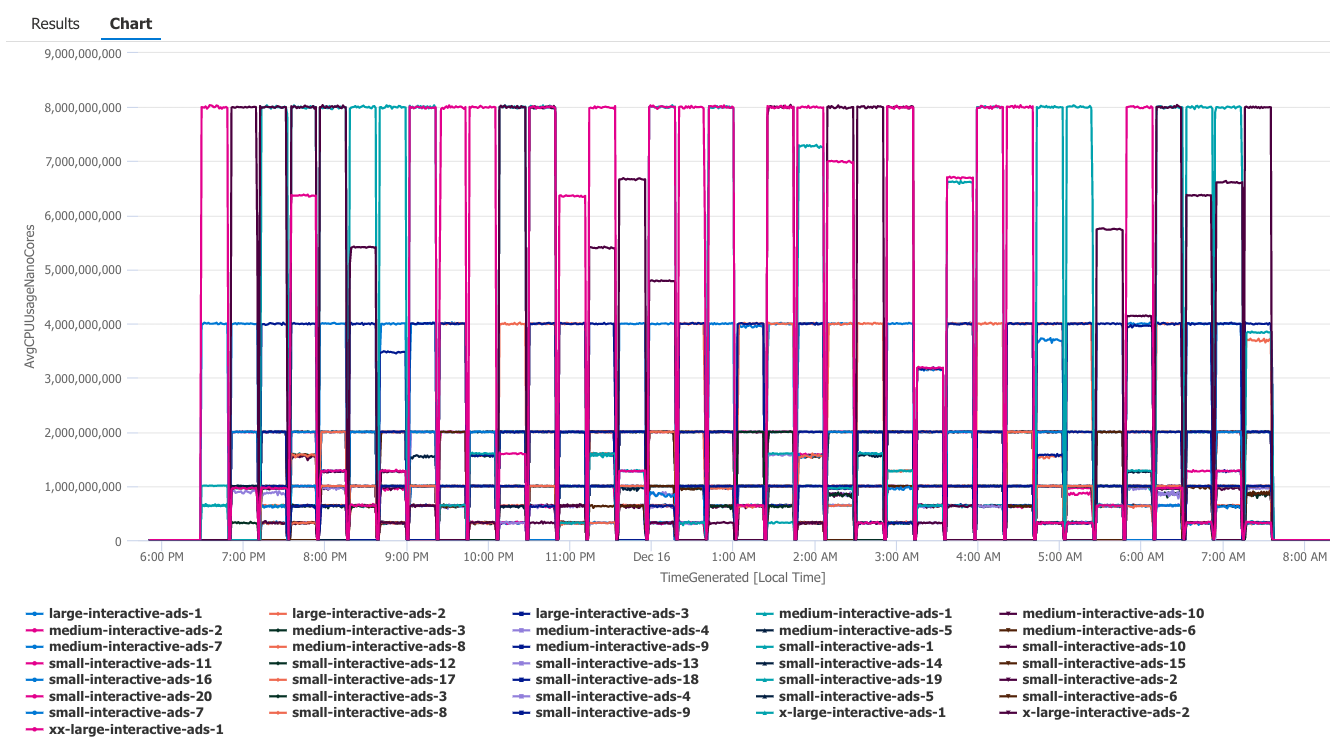 Results Chart
9,000,000,000
8,000,000,000
7,000,000,000
6,000,000,000
5,000,000,000
4,000,000,000
3,000,000,000
2,000,000,000
1,000,000,000
0
AvgCPUUsageNanoCores
6:00 PM 7:00 PM 8:00 PM 9:00 PM 10:00 PM 11:00 PM Dec 16 1:00 AM 2:00 AM 3:00 AM 4:00 AM 5:00 AM 6:00 AM 7:00 AM 8:00 AM
TimeGenerated [Local Time]
large-interactive-ads-1 large-interactive-ads-2 large-interactive-ads-3 medium-interactive-ads-1 medium-interactive-ads-10
medium-interactive-ads-2 medium-interactive-ads-3 medium-interactive-ads-4 medium-interactive-ads-5 medium-interactive-ads-6
medium-interactive-ads-7 medium-interactive-ads-8 medium-interactive-ads-9 small-interactive-ads-1 small-interactive-ads-10
small-interactive-ads-11 small-interactive-ads-12 small-interactive-ads-13 small-interactive-ads-14 small-interactive-ads-15
small-interactive-ads-16 small-interactive-ads-17 small-interactive-ads-18 small-interactive-ads-19 small-interactive-ads-2
small-interactive-ads-20 small-interactive-ads-3 small-interactive-ads-4 small-interactive-ads-5 small-interactive-ads-6
small-interactive-ads-7 small-interactive-ads-8 small-interactive-ads-9 x-large-interactive-ads-1 x-large-interactive-ads-2
xx-large-interactive-ads-1